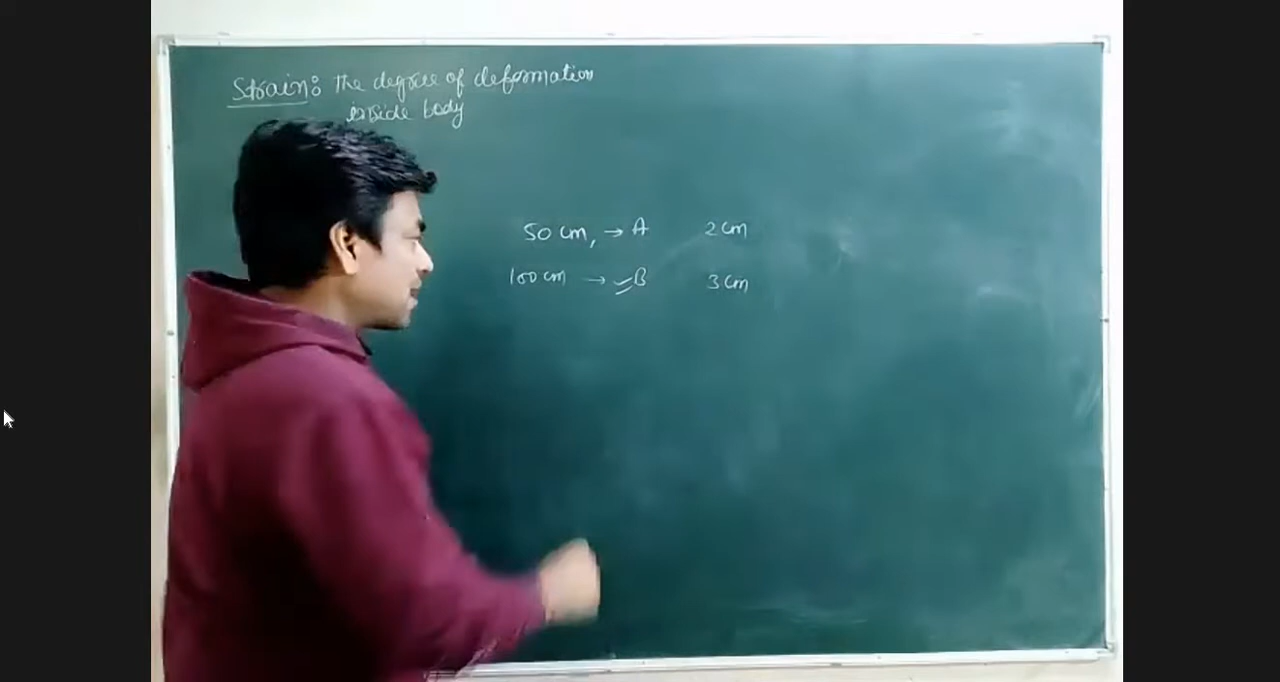 Strain: The degree of deformation
inside body
50 cm, → A 2 cm
100 cm → B 3 cm